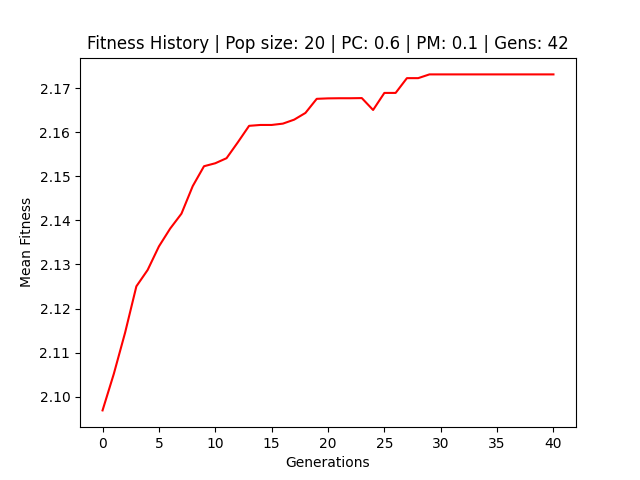 Fitness History | Pop size: 20 | PC: 0.6 | PM: 0.1 | Gens: 42
2.17
2.16
2.15
2.14
2.13
2.12
2.11
2.10
Mean Fitness
0 5 10 15 20 25 30 35 40
Generations